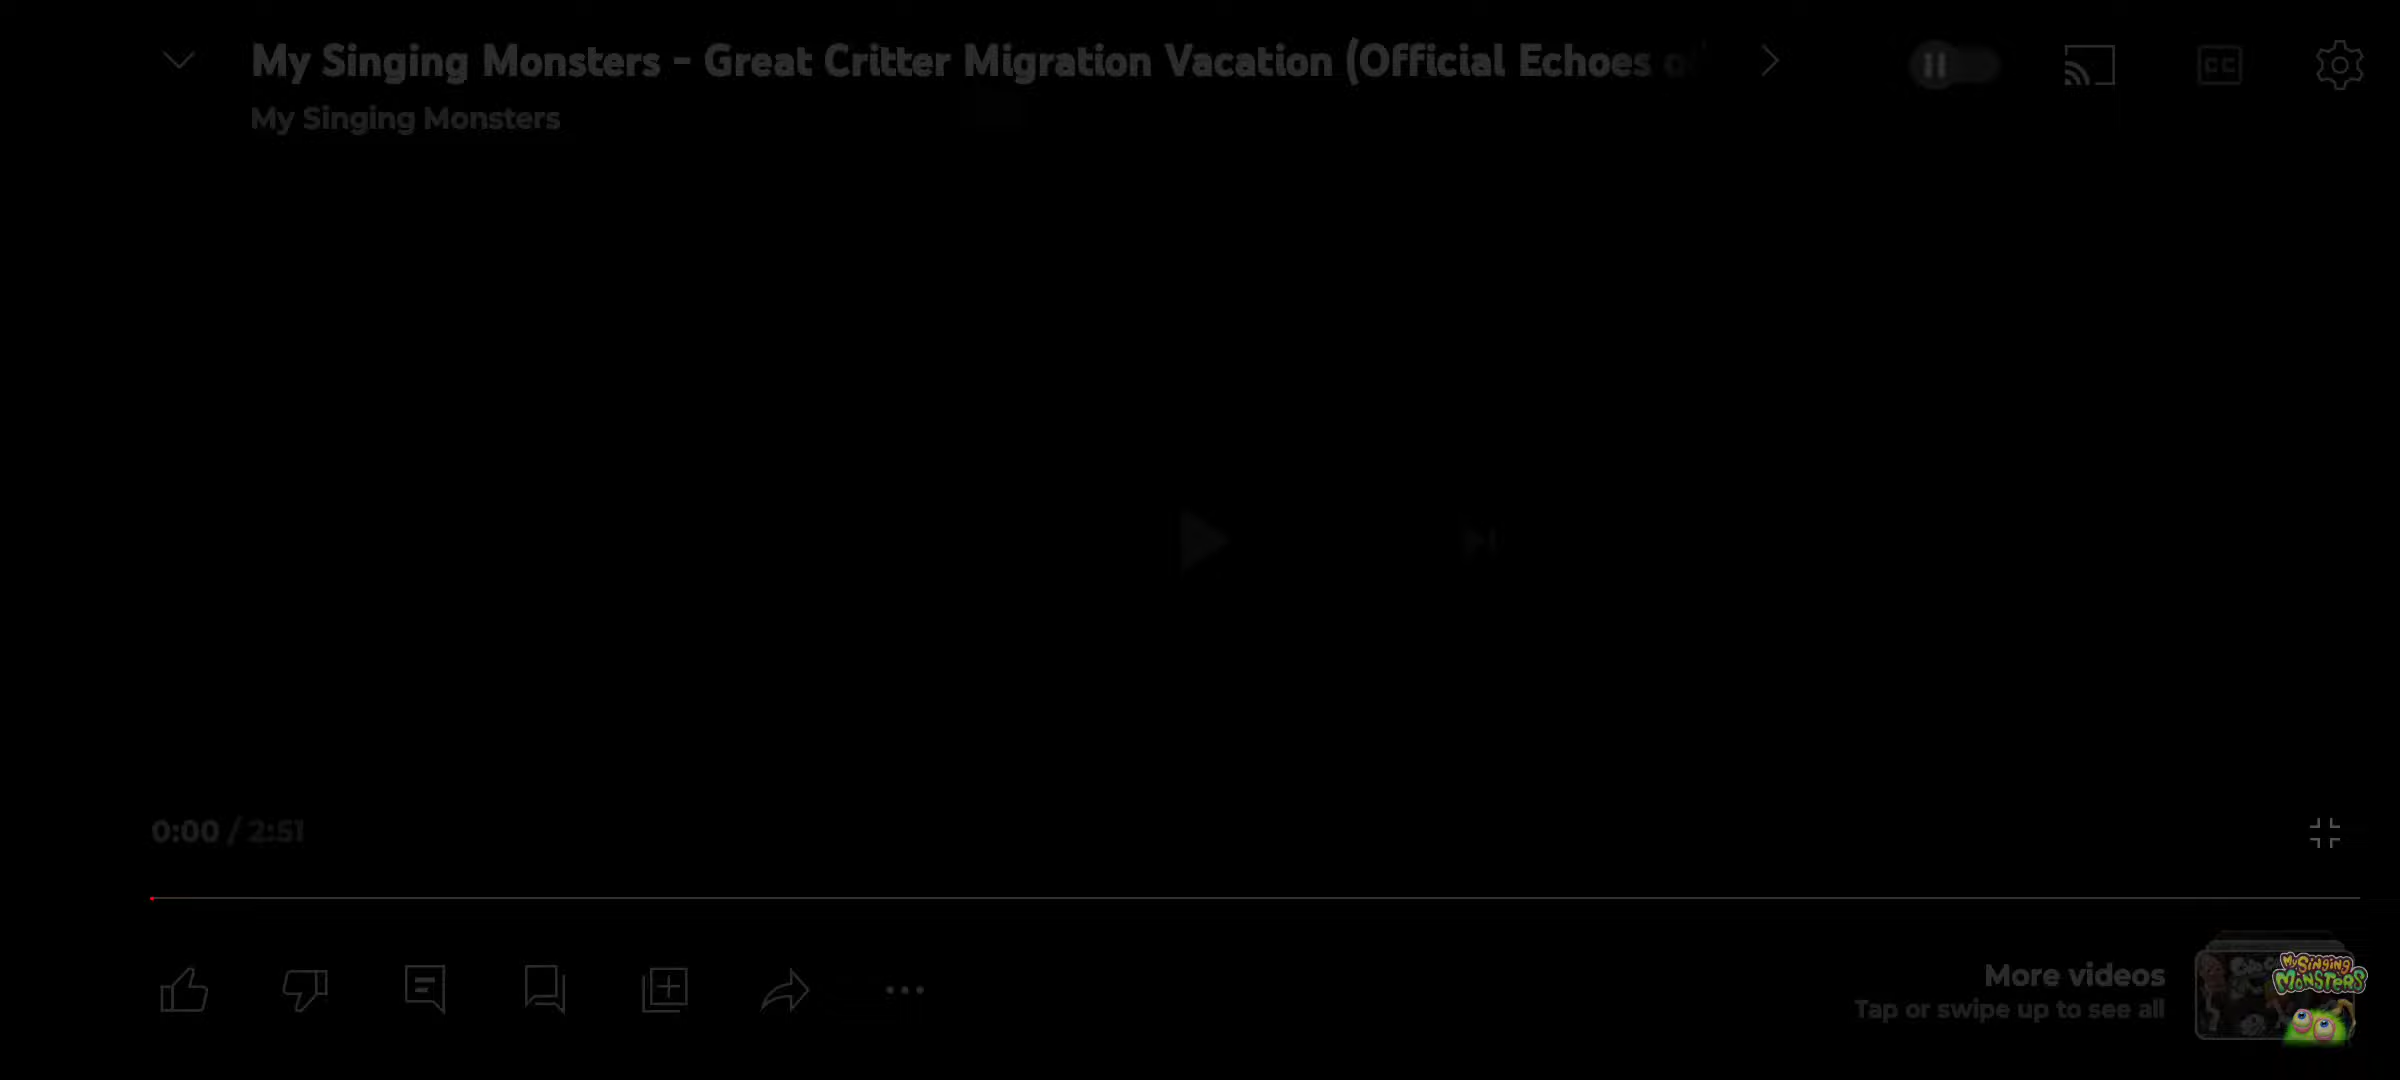 My Singing Monsters - Great Critter Migration Vacation (Official Echoes
My Singing Monsters
CC
0:00 / 2:51
More videos
Tap or swipe up to see all
My Singing
Monsters